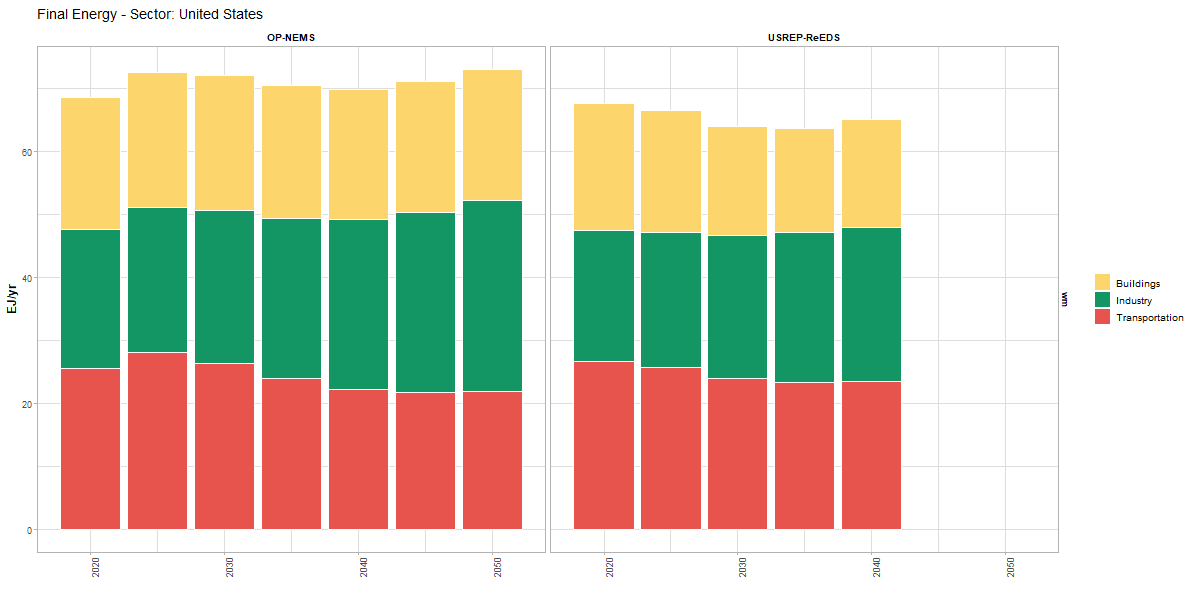 Final Energy - Sector: United States
OP-NEMS
USREP-ReEDS
60
40
20
0
EJ/yr
2020
2030
2040
2050
2020
2030
2040
2050
wm
Buildings
Industry
Transportation